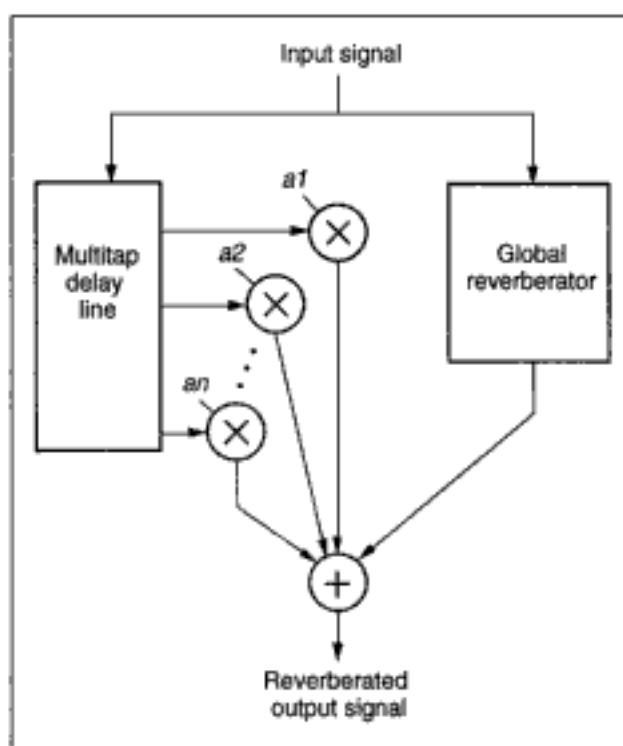 Input signal
a1
Multitap
delay
line
a2
Global
reverberator
an
Reverberated
output signal